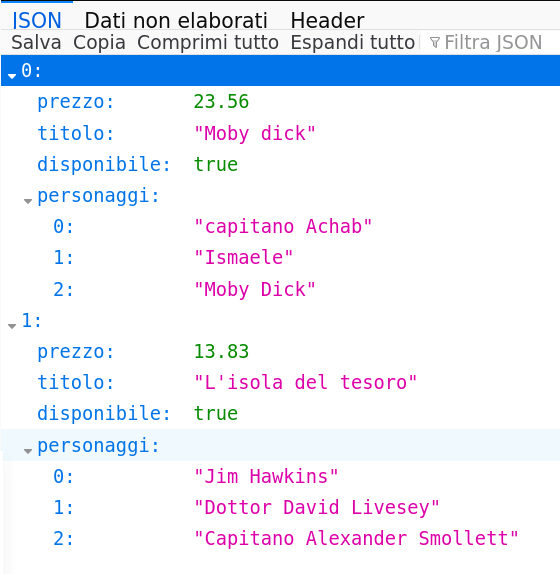 JSON Dati non elaborati Header
Salva Copia Comprimi tutto Espandi tutto Filtra JSON
0:
prezzo: 23.56
titolo: "Moby dick"
disponibile: true
personaggi:
0: "capitano Achab"
1: "Ismaele"
2: "Moby Dick"
1:
prezzo: 13.83
titolo: "L'isola del tesoro"
disponibile: true
personaggi:
0: "Jim Hawkins"
1: "Dottor David Livesey"
2: "Capitano Alexander Smollett"